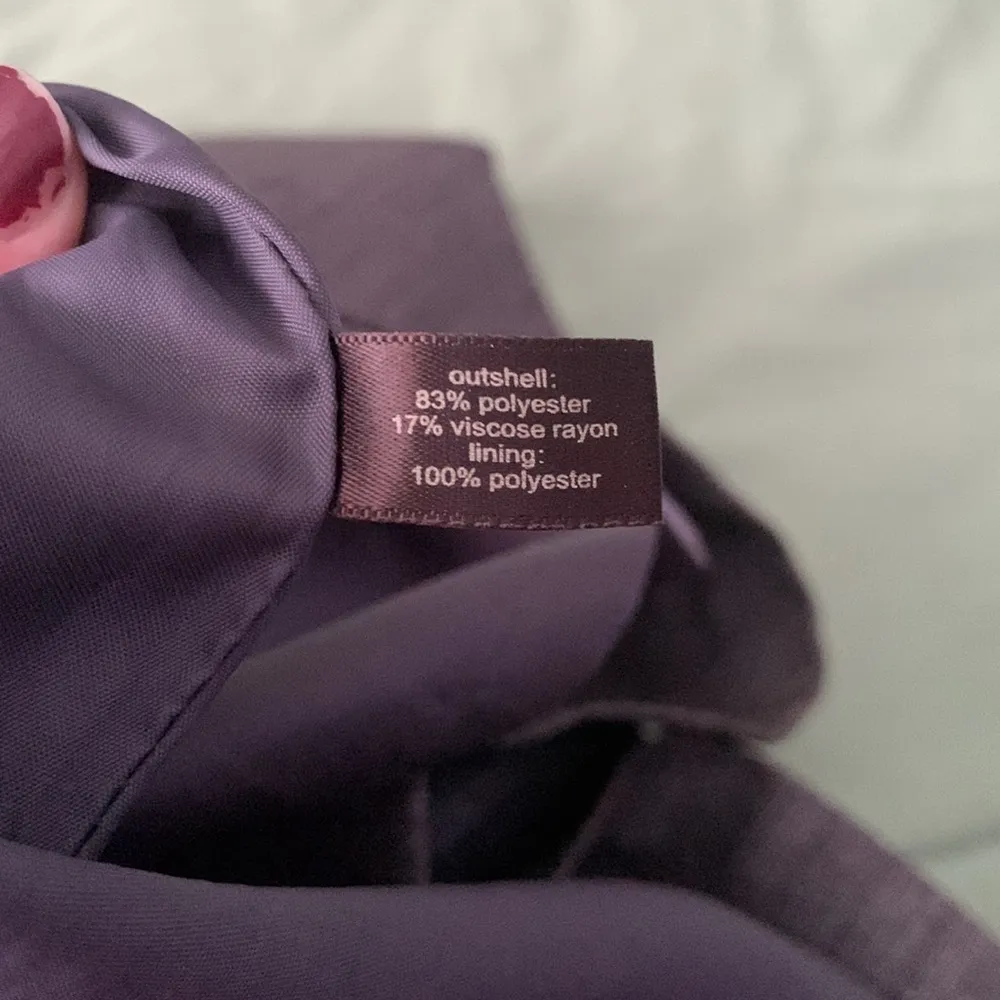 outshell:
83% polyester
17% viscose rayon
lining:
100% polyester